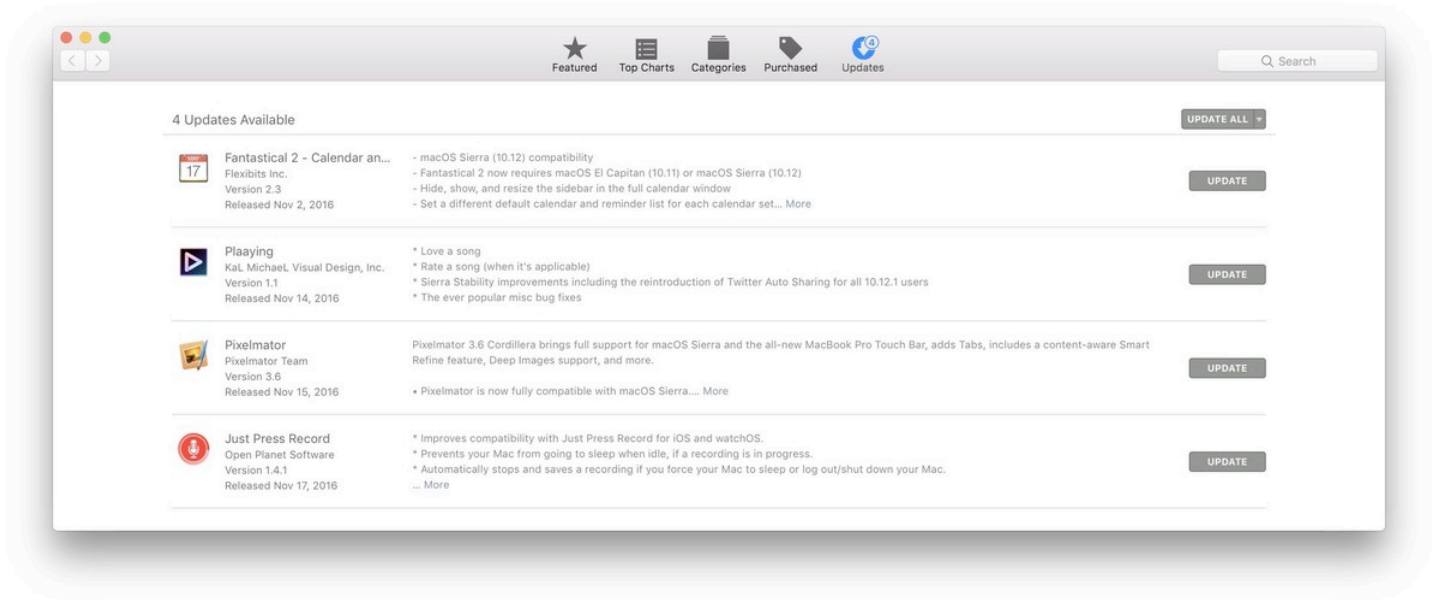 Featured
Top Charts
Categories
Purchased
4
Updates
Search
4 Updates Available
UPDATE ALL
17
Fantastical 2 - Calendar an...
Flexibits Inc.
Version 2.3
Released Nov 2, 2016
- macOS Sierra (10.12) compatibility
- Fantastical 2 now requires macOS El Capitan (10.11) or macOS Sierra (10.12)
- Hide, show, and resize the sidebar in the full calendar window
- Set a different default calendar and reminder list for each calendar set... More
UPDATE
Plaaying
KaL MichaeL Visual Design, Inc.
Version 1.1
Released Nov 14, 2016
* Love a song
* Rate a song (when it's applicable)
* Sierra Stability improvements including the reintroduction of Twitter Auto Sharing for all 10.12.1 users
* The ever popular misc bug fixes
UPDATE
Pixelmator
Pixelmator Team
Version 3.6
Released Nov 15, 2016
Pixelmator 3.6 Cordillera brings full support for macOS Sierra and the all-new MacBook Pro Touch Bar, adds Tabs, includes a content-aware Smart
Refine feature, Deep Images support, and more.
• Pixelmator is now fully compatible with macOS Sierra.... More
UPDATE
Just Press Record
Open Planet Software
Version 1.4.1
Released Nov 17, 2016
* Improves compatibility with Just Press Record for iOS and watchOS.
* Prevents your Mac from going to sleep when idle, if a recording is in progress.
* Automatically stops and saves a recording if you force your Mac to sleep or log out/shut down your Mac.
... More
UPDATE